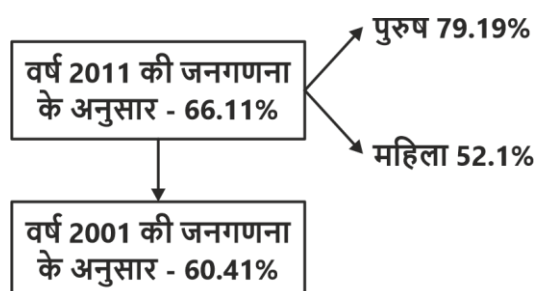 पुरुष 79.19%
वर्ष 2011 की जनगणना
के अनुसार - 66.11%
महिला 52.1%
वर्ष 2001 की जनगणना
के अनुसार - 60.41%